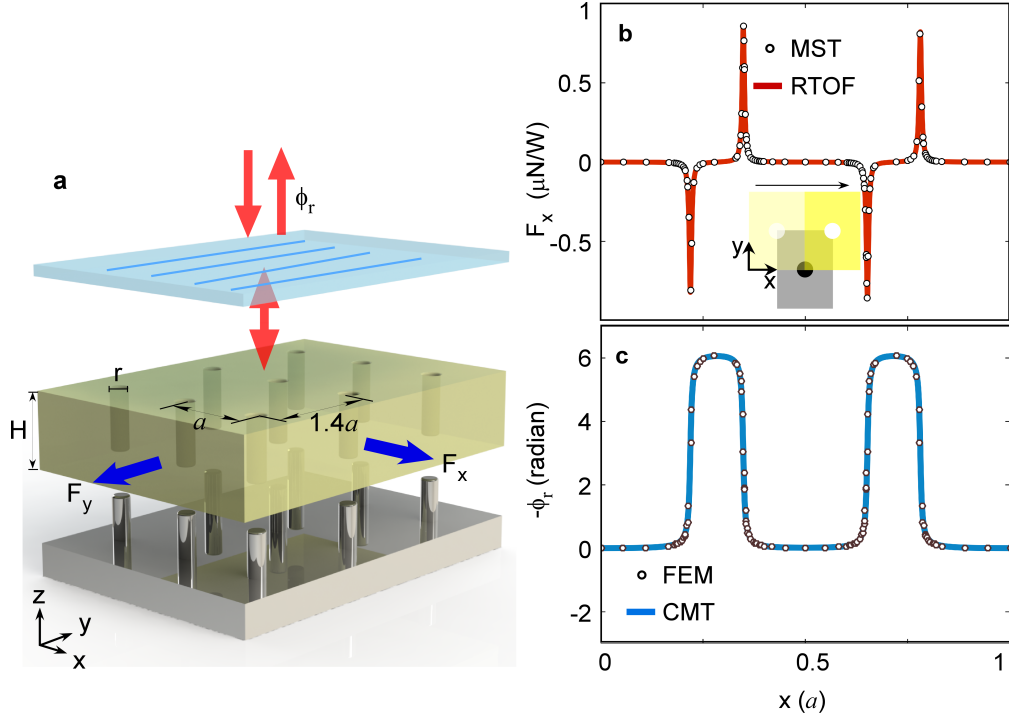 a
ϕr
r
H
a
1.4a
Fx
Fy
z
y
x
b
MST
RTOF
Fx (μN/W)
1
0.5
0
-0.5
y
x
c
FEM
CMT
-ϕr (radian)
6
4
2
0
-2
0
0.5
1
x (a)